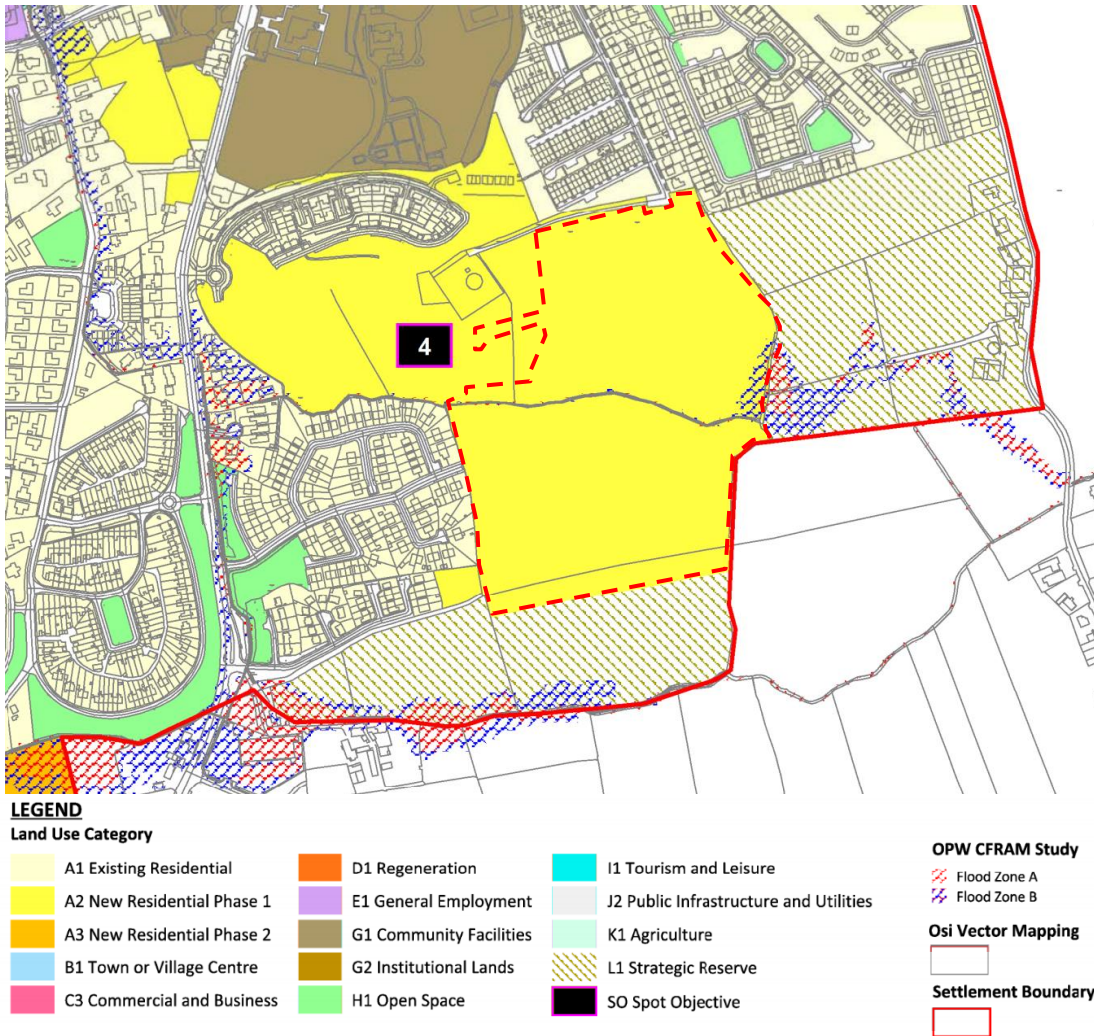 4
LEGEND
Land Use Category
A1 Existing Residential
A2 New Residential Phase 1
A3 New Residential Phase 2
B1 Town or Village Centre
C3 Commercial and Business
D1 Regeneration
E1 General Employment
G1 Community Facilities
G2 Institutional Lands
H1 Open Space
I1 Tourism and Leisure
J2 Public Infrastructure and Utilities
K1 Agriculture
L1 Strategic Reserve
SO Spot Objective
OPW CFRAM Study
Flood Zone A
Flood Zone B
Osi Vector Mapping
Settlement Boundary